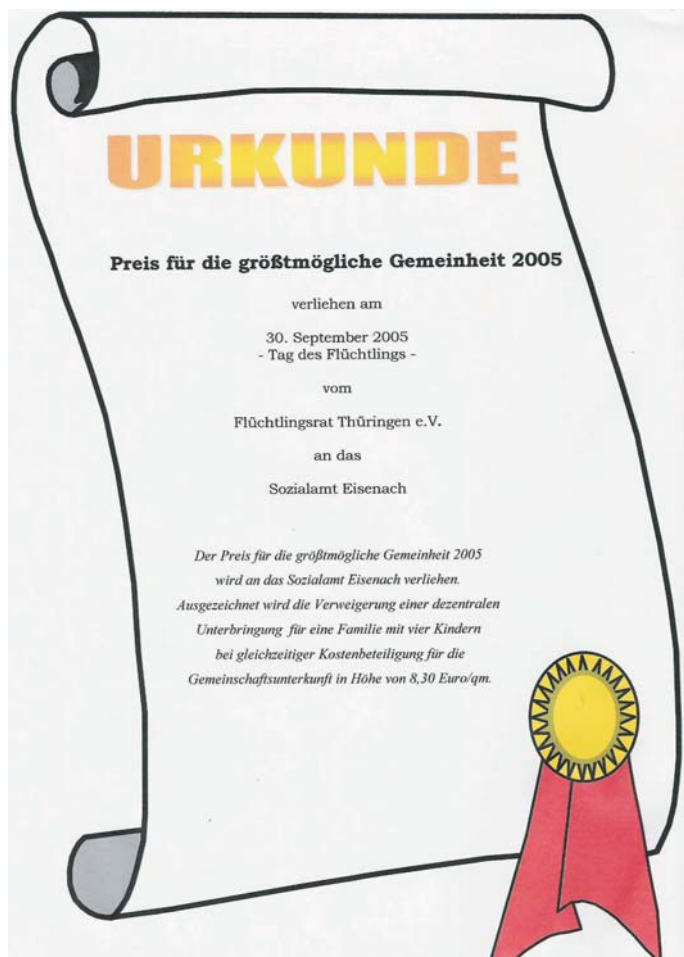 URKUNDE
Preis für die größtmögliche Gemeinheit 2005
verliehen am
30. September 2005
- Tag des Flüchtlings -
vom
Flüchtlingsrat Thüringen e.V.
an das
Sozialamt Eisenach
Der Preis für die größtmögliche Gemeinheit 2005
wird an das Sozialamt Eisenach verliehen.
Ausgezeichnet wird die Verweigerung einer dezentralen
Unterbringung für eine Familie mit vier Kindern
bei gleichzeitiger Kostenbeteiligung für die
Gemeinschaftsunterkunft in Höhe von 8,30 Euro/qm.